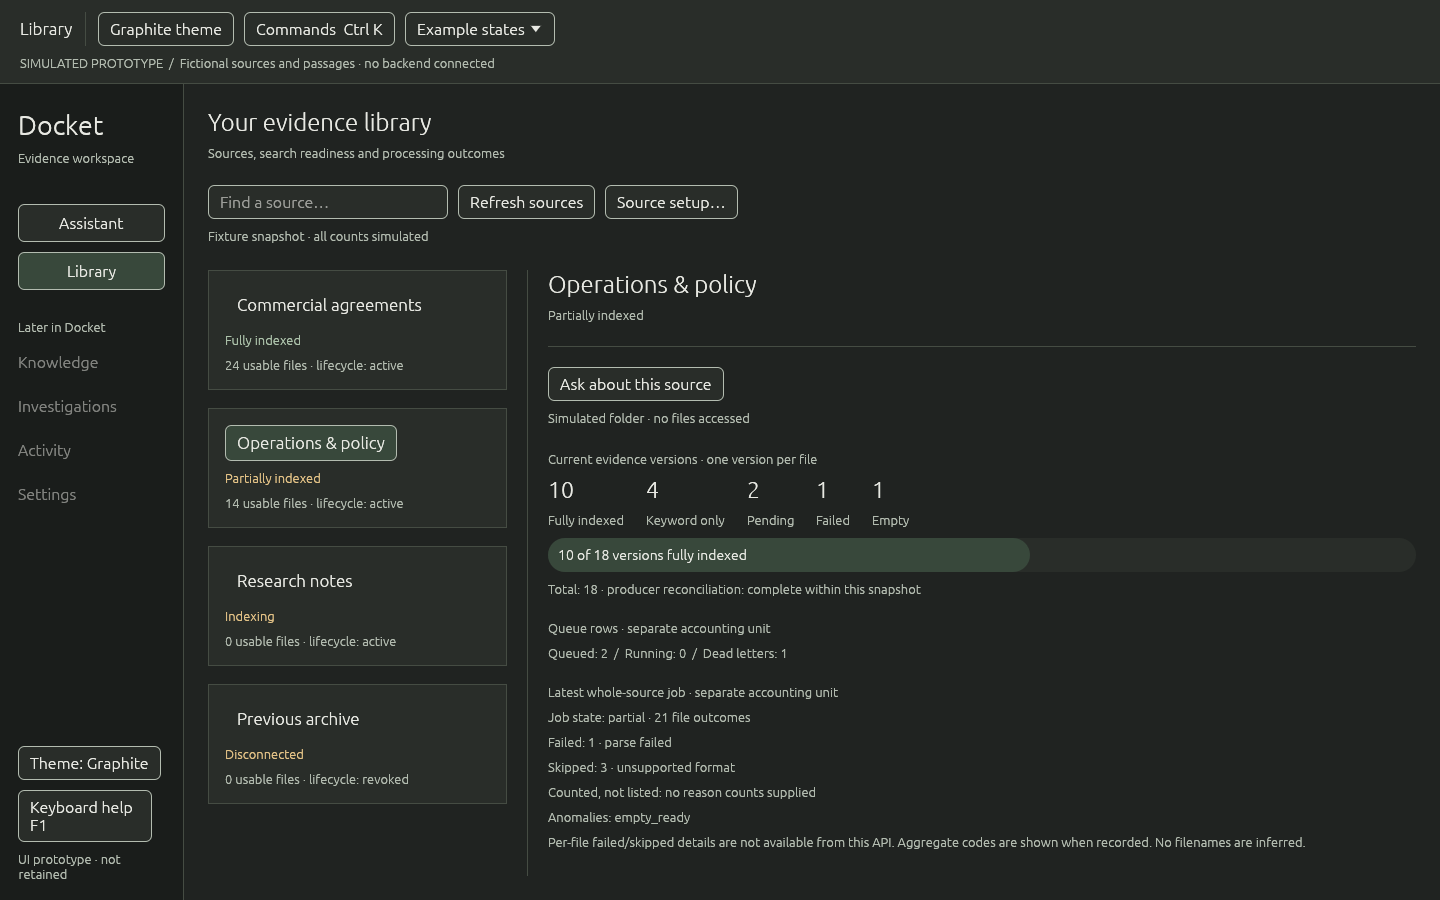 Library
Graphite theme
Commands Ctrl K
Example states
SIMULATED PROTOTYPE / Fictional sources and passages · no backend connected
Docket
Evidence workspace
Assistant
Library
Later in Docket
Knowledge
Investigations
Activity
Settings
Theme: Graphite
Keyboard help
F1
UI prototype · not
retained
Your evidence library
Sources, search readiness and processing outcomes
Find a source…
Refresh sources
Source setup…
Fixture snapshot · all counts simulated
Commercial agreements
Fully indexed
24 usable files · lifecycle: active
Operations & policy
Partially indexed
14 usable files · lifecycle: active
Research notes
Indexing
0 usable files · lifecycle: active
Previous archive
Disconnected
0 usable files · lifecycle: revoked
Operations & policy
Partially indexed
Ask about this source
Simulated folder · no files accessed
Current evidence versions · one version per file
10 4 2 1 1
Fully indexed Keyword only Pending Failed Empty
10 of 18 versions fully indexed
Total: 18 · producer reconciliation: complete within this snapshot
Queue rows · separate accounting unit
Queued: 2 / Running: 0 / Dead letters: 1
Latest whole-source job · separate accounting unit
Job state: partial · 21 file outcomes
Failed: 1 · parse failed
Skipped: 3 · unsupported format
Counted, not listed: no reason counts supplied
Anomalies: empty_ready
Per-file failed/skipped details are not available from this API. Aggregate codes are shown when recorded. No filenames are inferred.